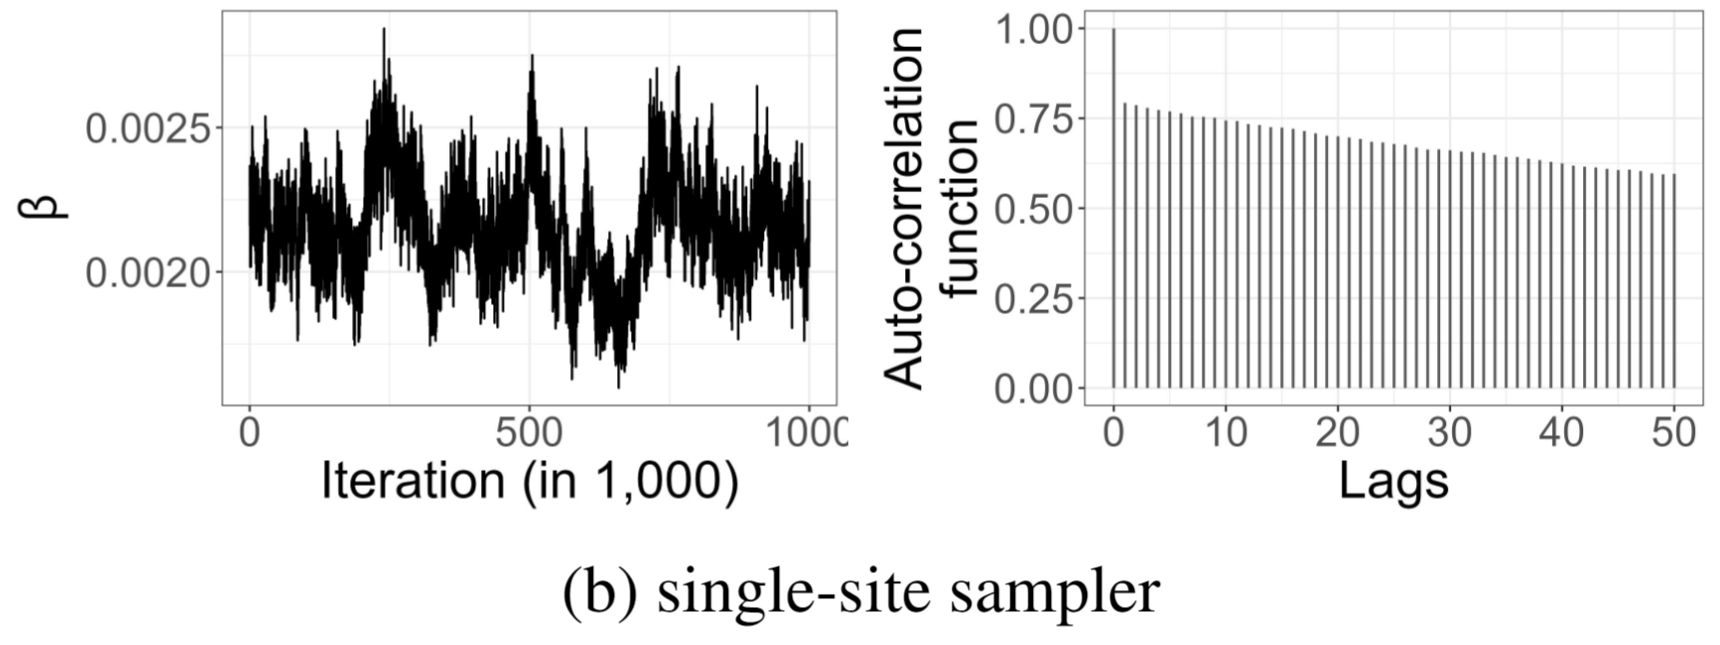 β
0.0025
0.0020
0
500
1000
Iteration (in 1,000)
Auto-correlation
function
1.00
0.75
0.50
0.25
0.00
0
10
20
30
40
50
Lags
(b) single-site sampler